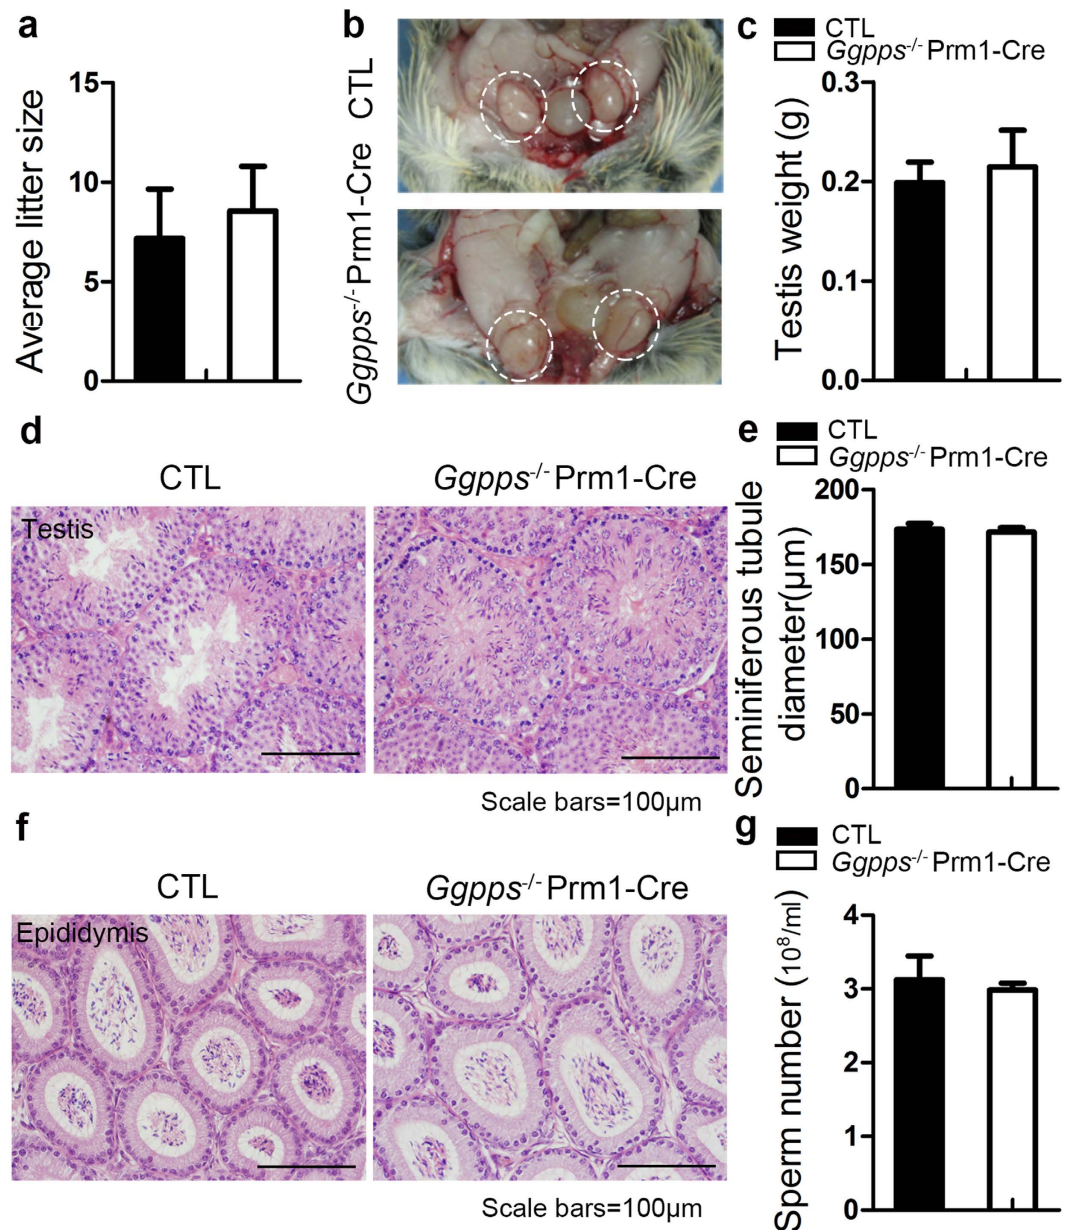 a
Average litter size
15
10
5
0
b
CTL
Ggpps-/- Prm1-Cre
c
CTL
Ggpps-/- Prm1-Cre
Testis weight (g)
0.3
0.2
0.1
0.0
d
CTL
Ggpps-/- Prm1-Cre
Testis
Scale bars=100μm
e
CTL
Ggpps-/- Prm1-Cre
Seminiferous tubule
diameter(μm)
200
150
100
50
0
f
CTL
Ggpps-/- Prm1-Cre
Epididymis
Scale bars=100μm
g
CTL
Ggpps-/- Prm1-Cre
Sperm number (10⁸/ml)
4
3
2
1
0